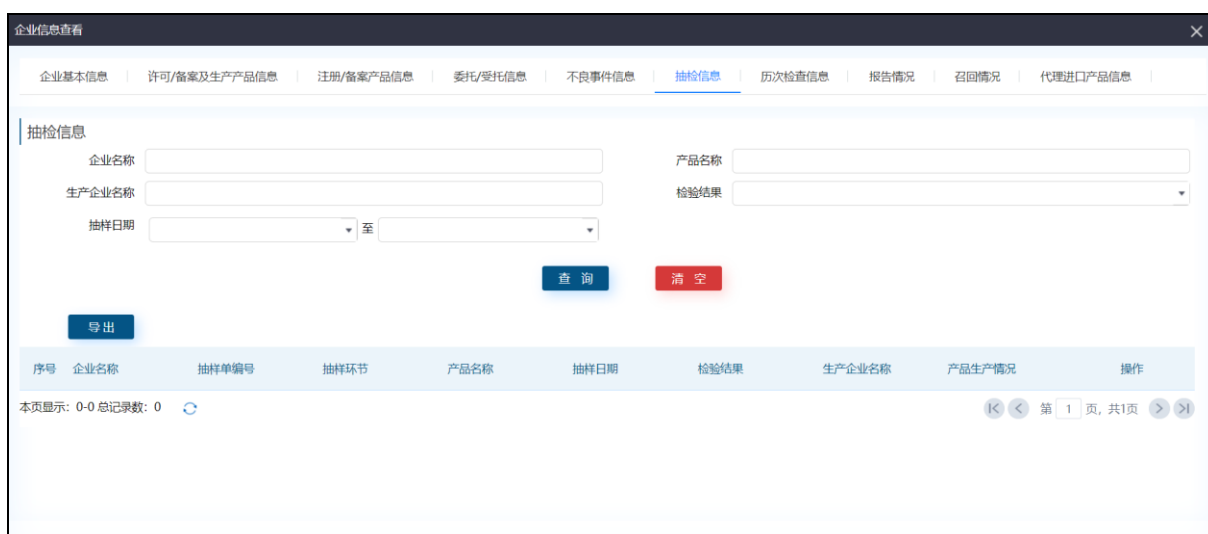 企业信息查看
企业基本信息 许可/备案及生产产品信息 注册/备案产品信息 委托/受托信息 不良事件信息 抽检信息 历次检查信息 报告情况 召回情况 代理进口产品信息
抽检信息
企业名称 产品名称
生产企业名称 检验结果
抽样日期 至
查 询 清 空
导出
序号 企业名称 抽样单编号 抽样环节 产品名称 抽样日期 检验结果 生产企业名称 产品生产情况 操作
本页显示: 0-0 总记录数: 0 第 1 页, 共1页